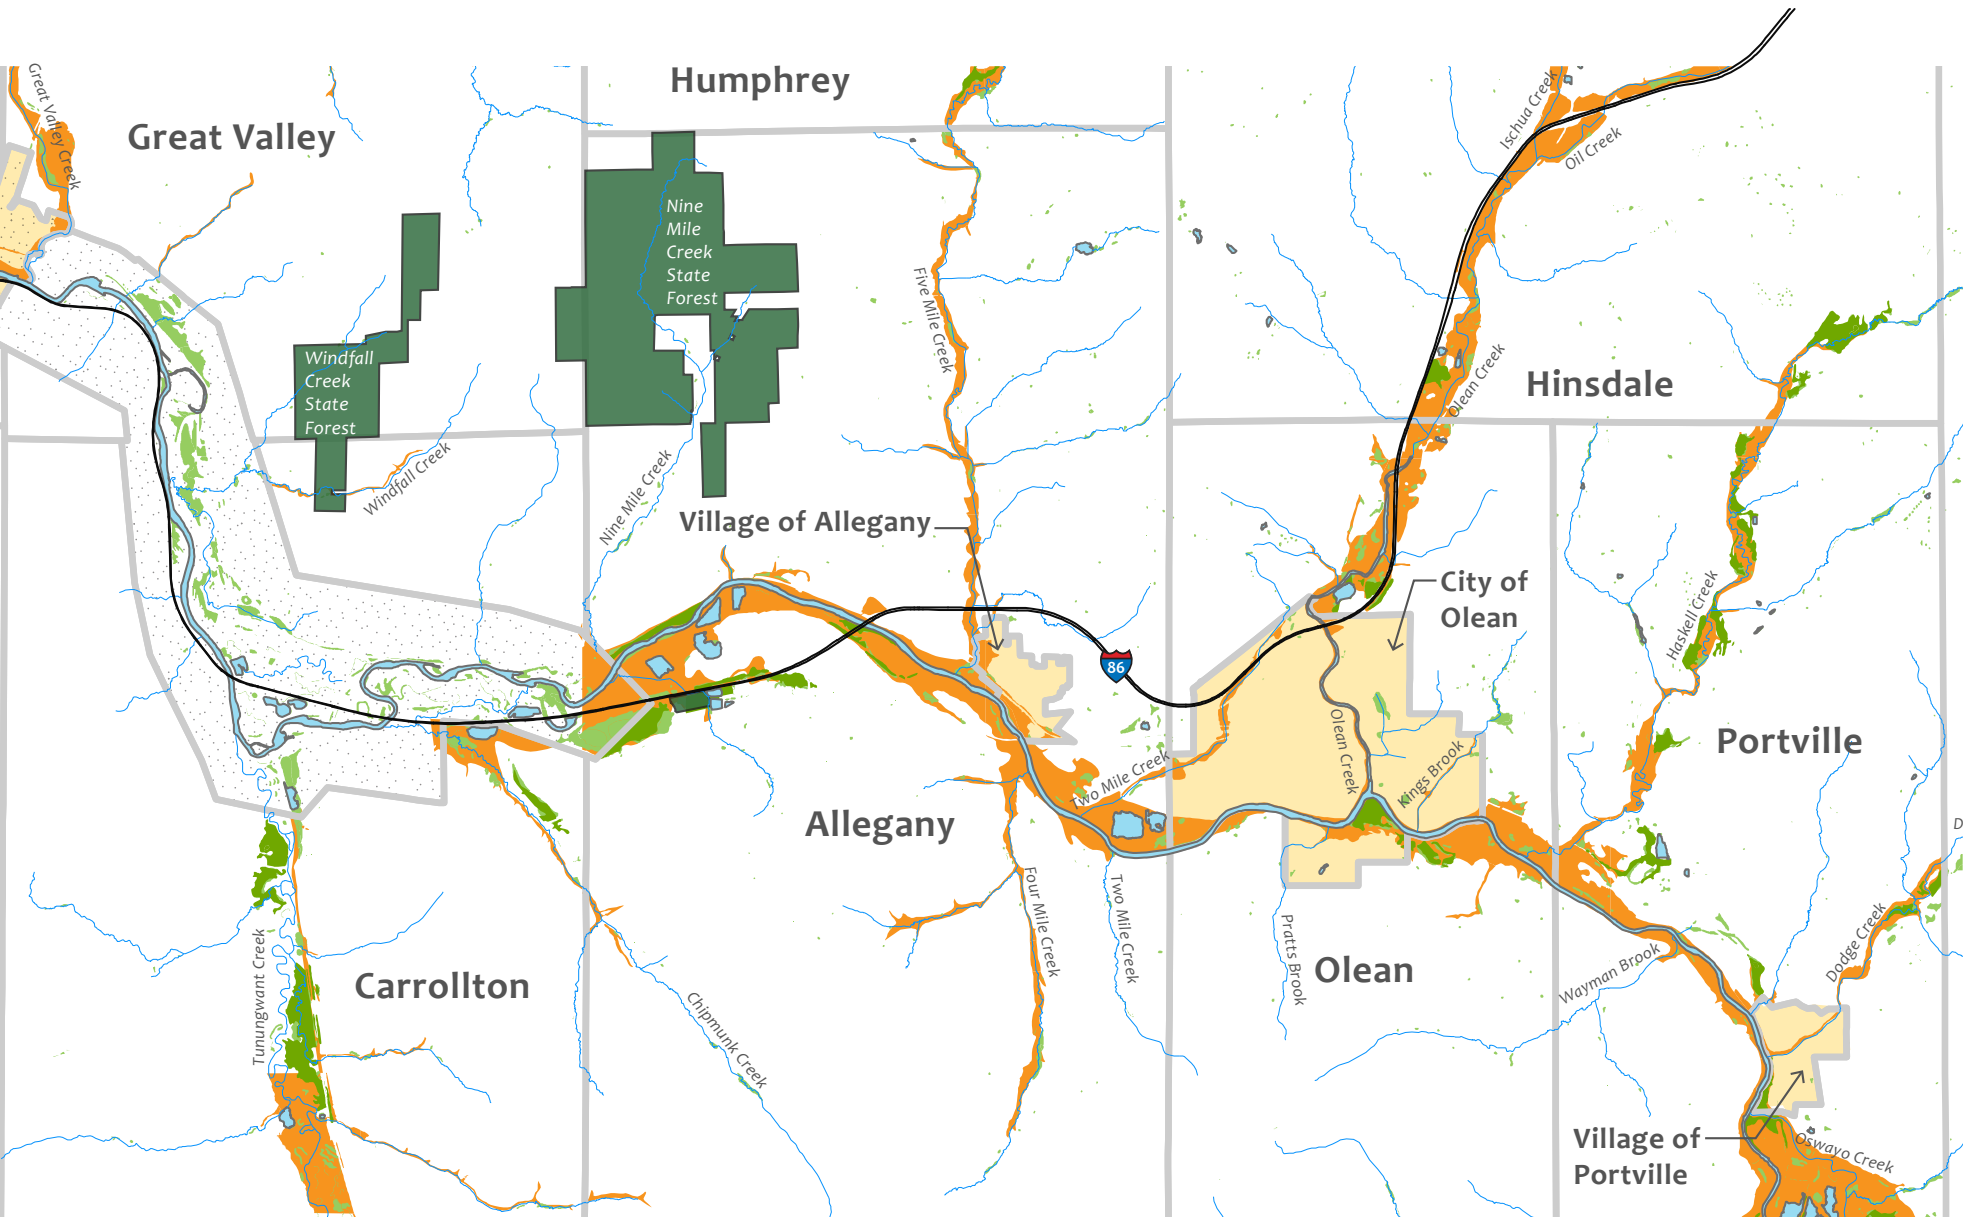 Humphrey
Great Valley Creek
Great Valley
Ischua Creek
Oil Creek
Nine
Mile
Creek
State
Forest
Five Mile Creek
Windfall
Creek
State
Forest
Olean Creek
Hinsdale
Windfall Creek
Nine Mile Creek
Village of Allegany
City of
Olean
Haskell Creek
86
Olean Creek
Portville
Kings Brook
Two Mile Creek
Allegany
D
Four Mile Creek
Two Mile Creek
Pratts Brook
Olean
Wayman Brook
Dodge Creek
Tunungwant Creek
Carrollton
Chipmunk Creek
Village of
Portville
Oswayo Creek